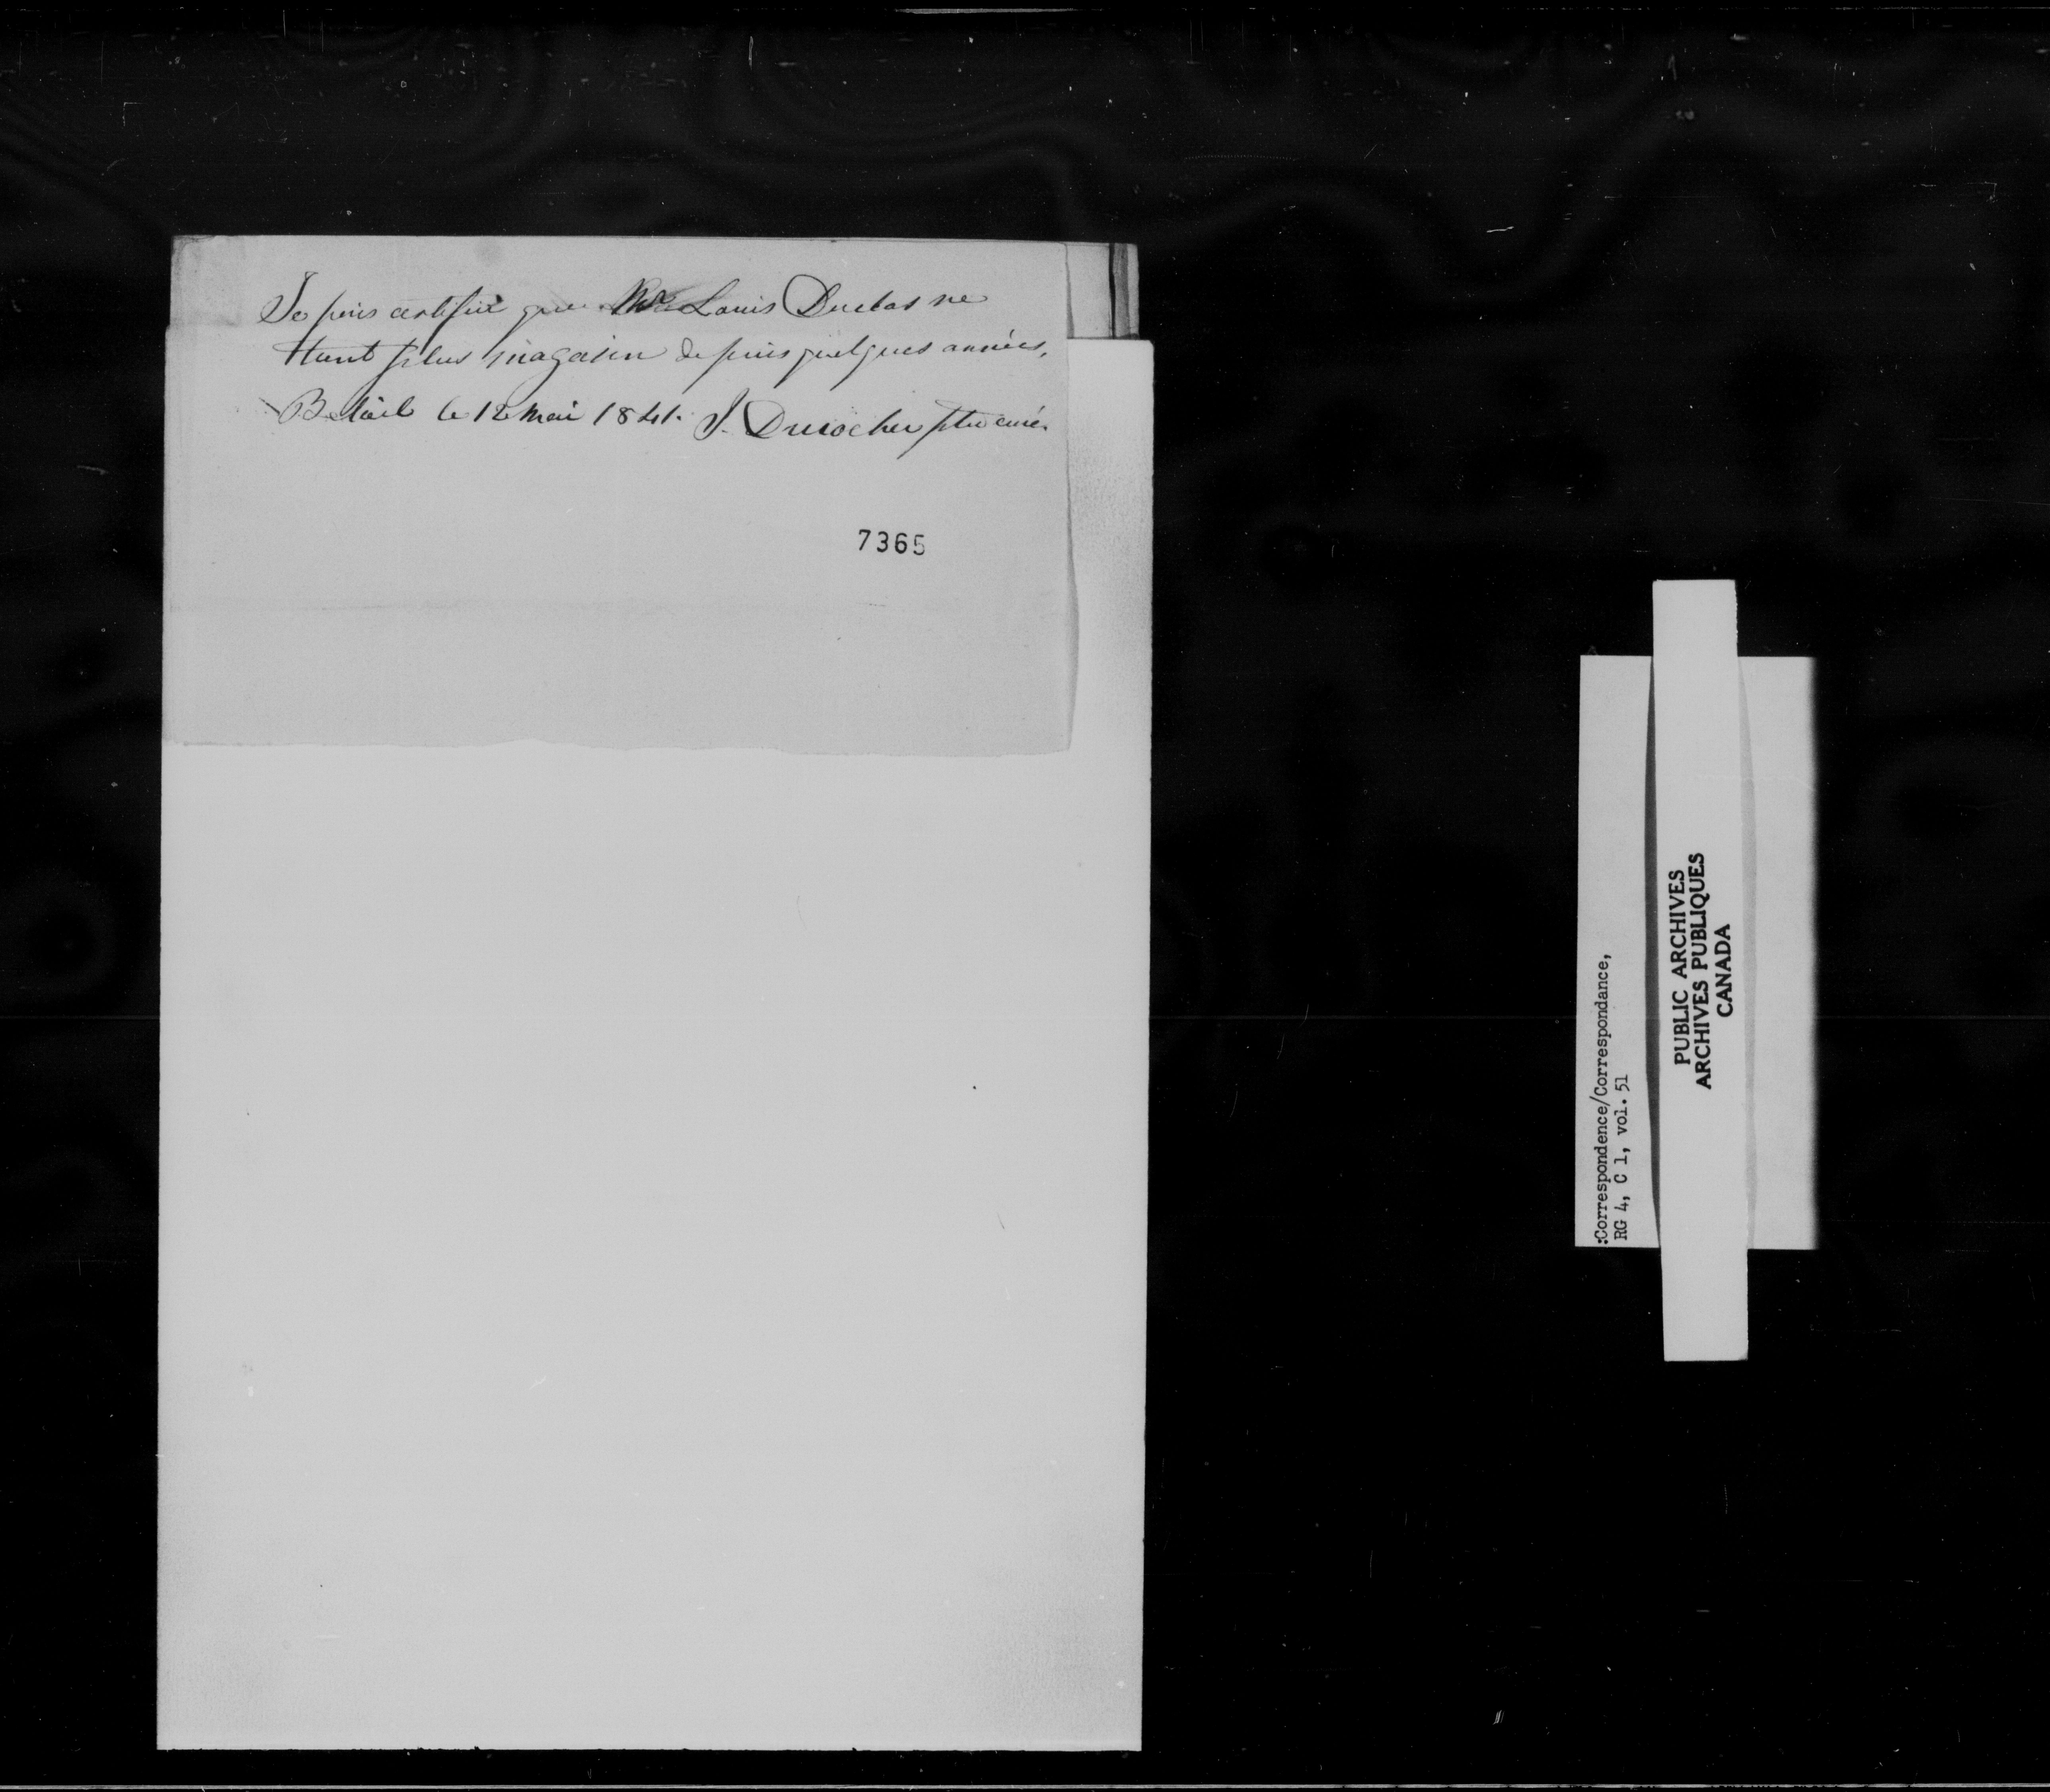 Je puis certifier que Mr Louis Duclos ne
tient plus magasin depuis quelques années,
Belœil le 12 Mai 1841. J. Durocher ptre curé.
7365
:Correspondence/Correspondance,
RG 4, C 1, vol. 51
PUBLIC ARCHIVES
ARCHIVES PUBLIQUES
CANADA